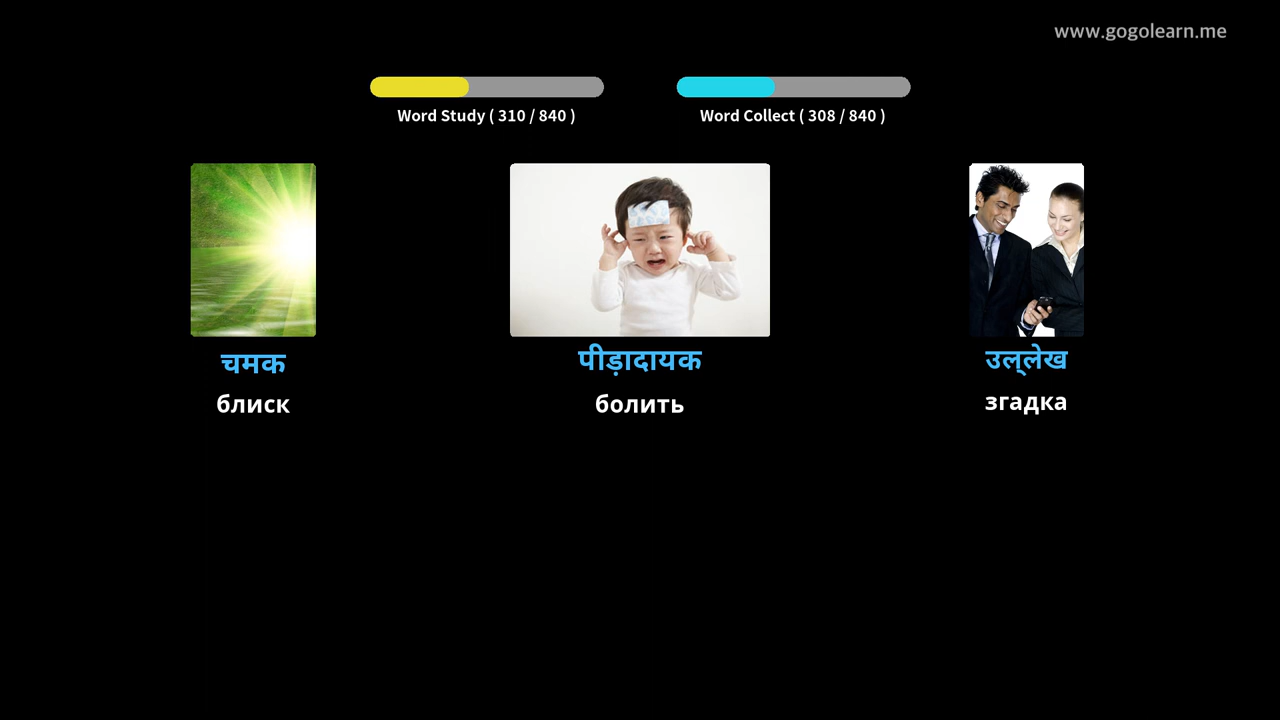 www.gogolearn.me
Word Study ( 310 / 840 )
Word Collect ( 308 / 840 )
चमक
блиск
पीड़ादायक
болить
उल्लेख
згадка